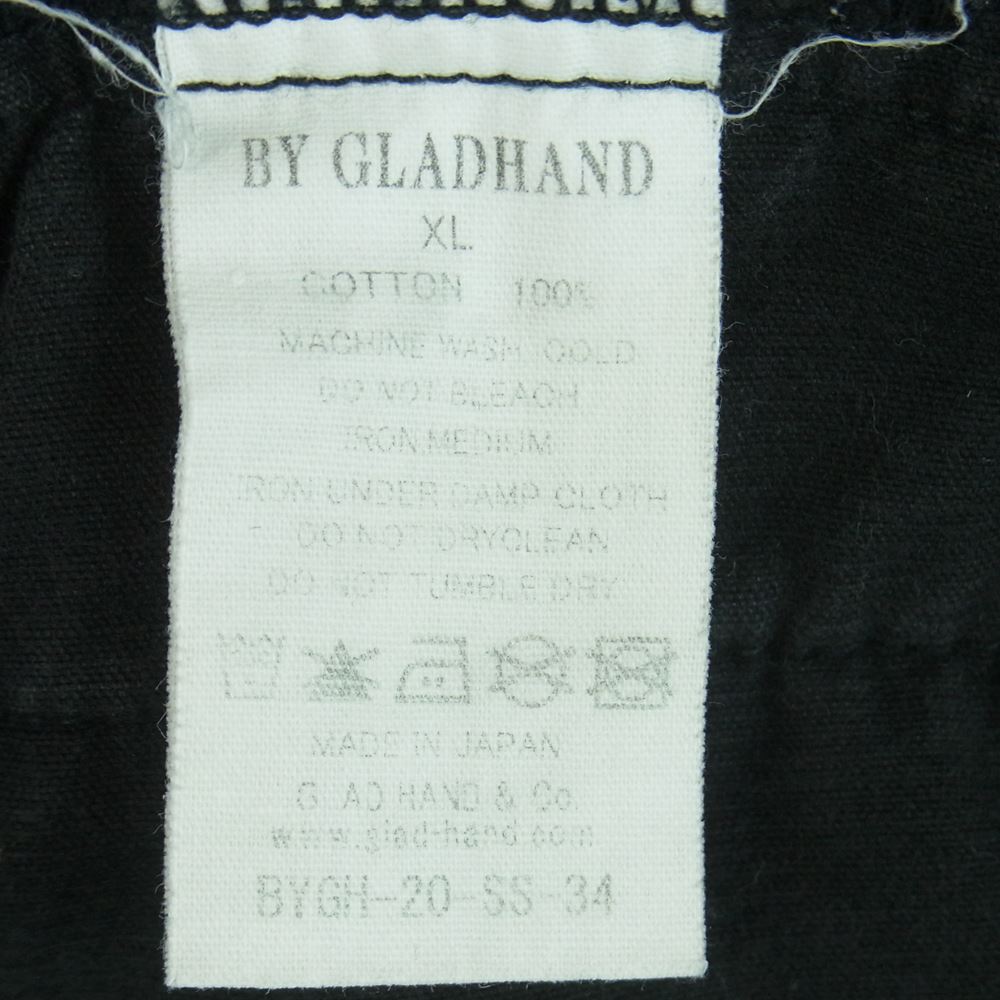 BY GLADHAND
XL
COTTON 100%
MACHINE WASH COLD
DO NOT BLEACH
IRON MEDIUM
IRON UNDER DAMP CLOTH
DO NOT DRYCLEAN
DO NOT TUMBLE DRY
MADE IN JAPAN
GLAD HAND & Co.
www.glad-hand.com
BYGH-20-SS-34